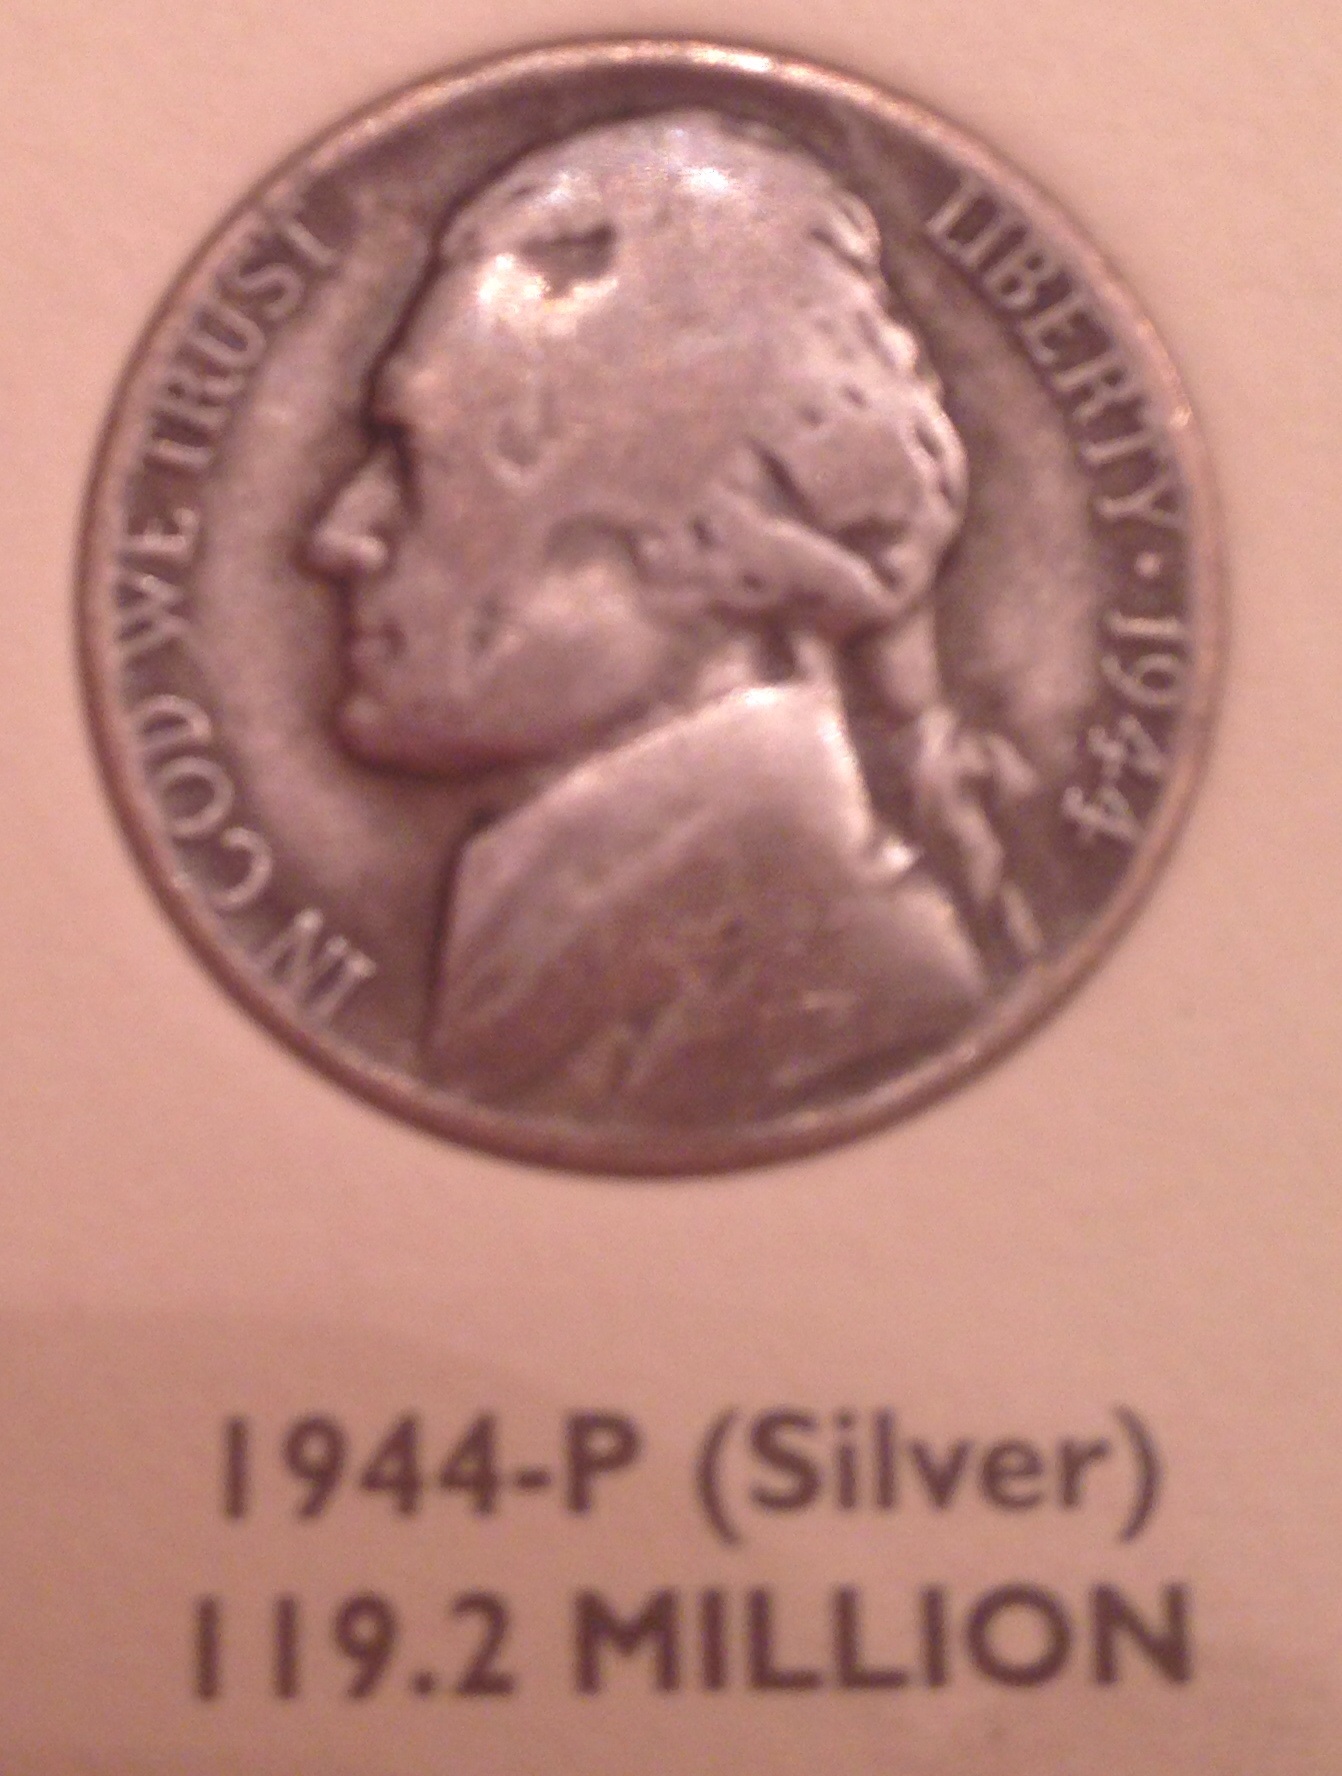 IN GOD WE TRUST
LIBERTY · 1944
1944-P (Silver)
119.2 MILLION